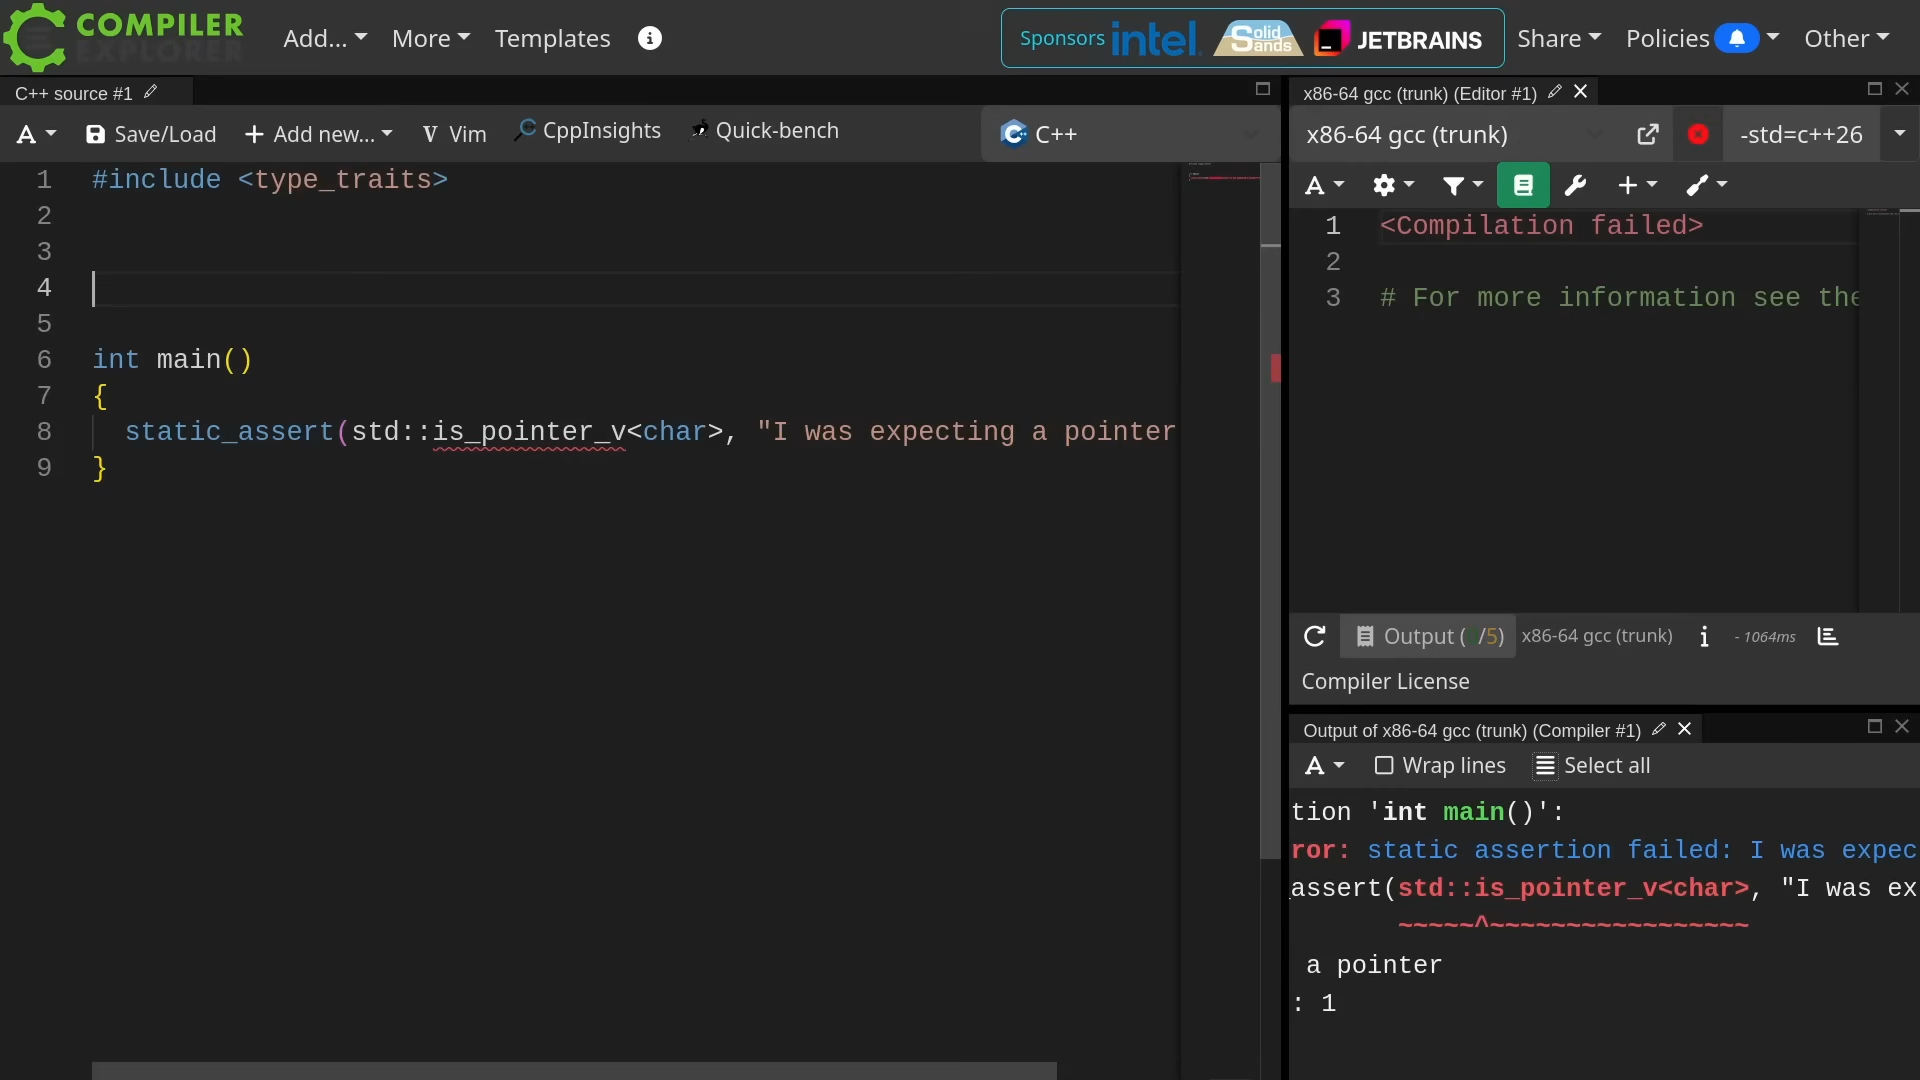 COMPILER
EXPLORER
Add...
More
Templates
Sponsors intel. Solid Sands JETBRAINS
Share
Policies
Other
C++ source #1
A
Save/Load
Add new...
V Vim
CppInsights
Quick-bench
C++
1 #include <type_traits>
2
3
4
5
6 int main()
7 {
8 static_assert(std::is_pointer_v<char>, "I was expecting a pointer
9 }
x86-64 gcc (trunk) (Editor #1)
x86-64 gcc (trunk)
-std=c++26
A
1 <Compilation failed>
2
3 # For more information see the
Output ( /5) x86-64 gcc (trunk) i - 1064ms
Compiler License
Output of x86-64 gcc (trunk) (Compiler #1)
A
Wrap lines
Select all
tion 'int main()':
ror: static assertion failed: I was expec
_assert(std::is_pointer_v<char>, "I was ex
~~~~~^~~~~~~~~~~~~~~~~~
a pointer
: 1